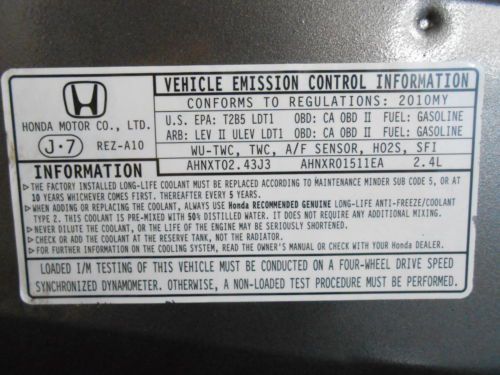 VEHICLE EMISSION CONTROL INFORMATION
CONFORMS TO REGULATIONS: 2010MY
HONDA MOTOR CO., LTD.
U.S. EPA: T2B5 LDT1 OBD: CA OBD II FUEL: GASOLINE
ARB: LEV II ULEV LDT1 OBD: CA OBD II FUEL: GASOLINE
J・7 REZ-A10
WU-TWC, TWC, A/F SENSOR, HO2S, SFI
AHNXT02.43J3 AHNXR01511EA 2.4L
INFORMATION
▶THE FACTORY INSTALLED LONG-LIFE COOLANT MUST BE REPLACED ACCORDING TO MAINTENANCE MINDER SUB CODE 5, OR AT
10 YEARS WHICHEVER COMES FIRST. THEREAFTER EVERY 5 YEARS.
▶WHEN ADDING OR REPLACING THE COOLANT, ALWAYS USE Honda RECOMMENDED GENUINE LONG-LIFE ANTI-FREEZE/COOLANT
TYPE 2. THIS COOLANT IS PRE-MIXED WITH 50% DISTILLED WATER. IT DOES NOT REQUIRE ANY ADDITIONAL MIXING.
▶NEVER DILUTE THE COOLANT, OR THERE MAY BE DAMAGE FROM CORROSION OR FREEZING.
▶CHECK OR ADD THE COOLANT AT THE RESERVE TANK, NOT THE RADIATOR.
▶FOR FURTHER INFORMATION ON THE COOLING SYSTEM, READ THE OWNER'S MANUAL OR CHECK WITH YOUR Honda DEALER.
LOADED I/M TESTING OF THIS VEHICLE MUST BE CONDUCTED ON A FOUR-WHEEL DRIVE SPEED
SYNCHRONIZED DYNAMOMETER. OTHERWISE, A NON-LOADED TEST PROCEDURE MUST BE PERFORMED.